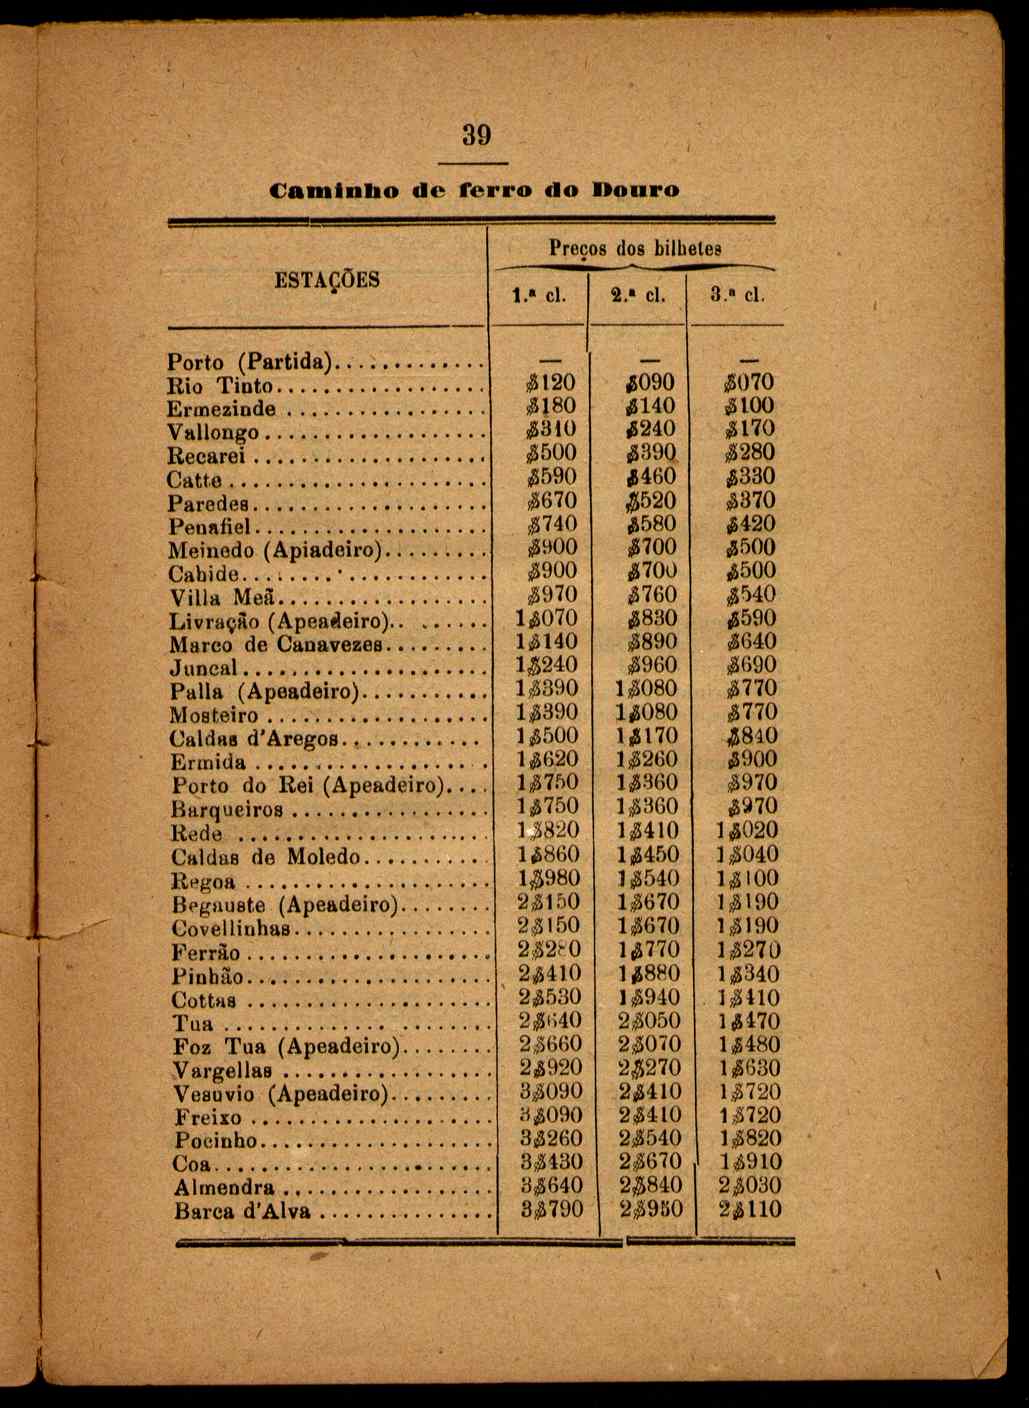 39
Caminho de ferro do Douro
ESTAÇÕES
Preços dos bilhetes
1.ª cl. 2.ª cl. 3.ª cl.
Porto (Partida)............. — — —
Rio Tinto.................. $120 $090 $070
Ermezinde ................. $180 $140 $100
Vallongo................... $310 $240 $170
Recarei .................... $500 $390 $280
Catte ...................... $590 $460 $330
Paredes.................... $670 $520 $370
Penafiel.................... $740 $580 $420
Meinedo (Apiadeiro)......... $900 $700 $500
Cahide..................... $900 $700 $500
Villa Meã.................. $970 $760 $540
Livração (Apeadeiro)........ 1$070 $830 $590
Marco de Canavezes......... 1$140 $890 $640
Juncal..................... 1$240 $960 $690
Palla (Apeadeiro)........... 1$390 1$080 $770
Mosteiro ................... 1$390 1$080 $770
Caldas d'Aregos............ 1$500 1$170 $840
Ermida .................... 1$620 1$260 $900
Porto do Rei (Apeadeiro).... 1$750 1$360 $970
Barqueiros ................. 1$750 1$360 $970
Rede ..................... 1$820 1$410 1$020
Caldas de Moledo........... 1$860 1$450 1$040
Regoa ..................... 1$980 1$540 1$100
Begauste (Apeadeiro)........ 2$150 1$670 1$190
Covellinhas................. 2$150 1$670 1$190
Ferrão ..................... 2$280 1$770 1$270
Pinhão..................... 2$410 1$880 1$340
Cottas ..................... 2$530 1$940 1$410
Tua ...................... 2$640 2$050 1$470
Foz Tua (Apeadeiro)........ 2$660 2$070 1$480
Vargellas .................. 2$920 2$270 1$630
Vesuvio (Apeadeiro)......... 3$090 2$410 1$720
Freixo ..................... 3$090 2$410 1$720
Pocinho.................... 3$260 2$540 1$820
Coa........................ 3$430 2$670 1$910
Almendra .................. 3$640 2$840 2$030
Barca d'Alva ............... 3$790 2$950 2$110